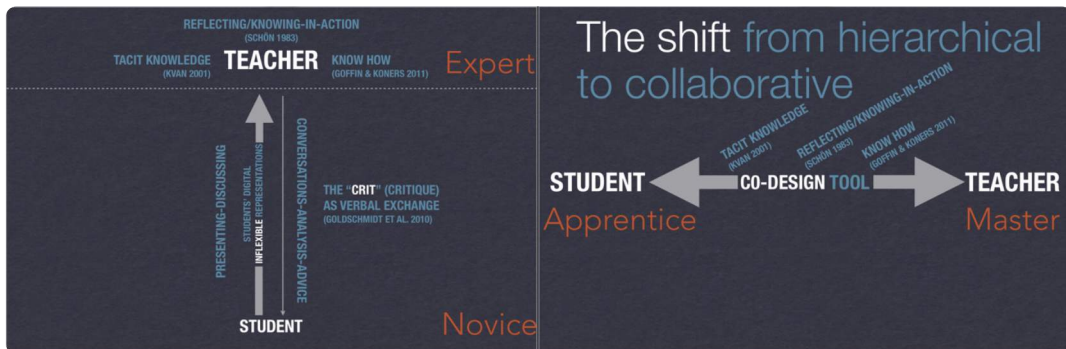 REFLECTING/KNOWING-IN-ACTION
(SCHÖN 1983)
TACIT KNOWLEDGE
(KVAN 2001)
TEACHER
KNOW HOW
(GOFFIN & KONERS 2011)
Expert
PRESENTING-DISCUSSING
STUDENTS' DIGITAL
INFLEXIBLE REPRESENTATIONS
CONVERSATIONS-ANALYSIS-ADVICE
THE "CRIT" (CRITIQUE)
AS VERBAL EXCHANGE
(GOLDSCHMIDT ET AL. 2010)
STUDENT
Novice
The shift from hierarchical
to collaborative
TACIT KNOWLEDGE
(KVAN 2001)
REFLECTING/KNOWING-IN-ACTION
(SCHÖN 1983)
KNOW HOW
(GOFFIN & KONERS 2011)
STUDENT
CO-DESIGN TOOL
TEACHER
Apprentice
Master